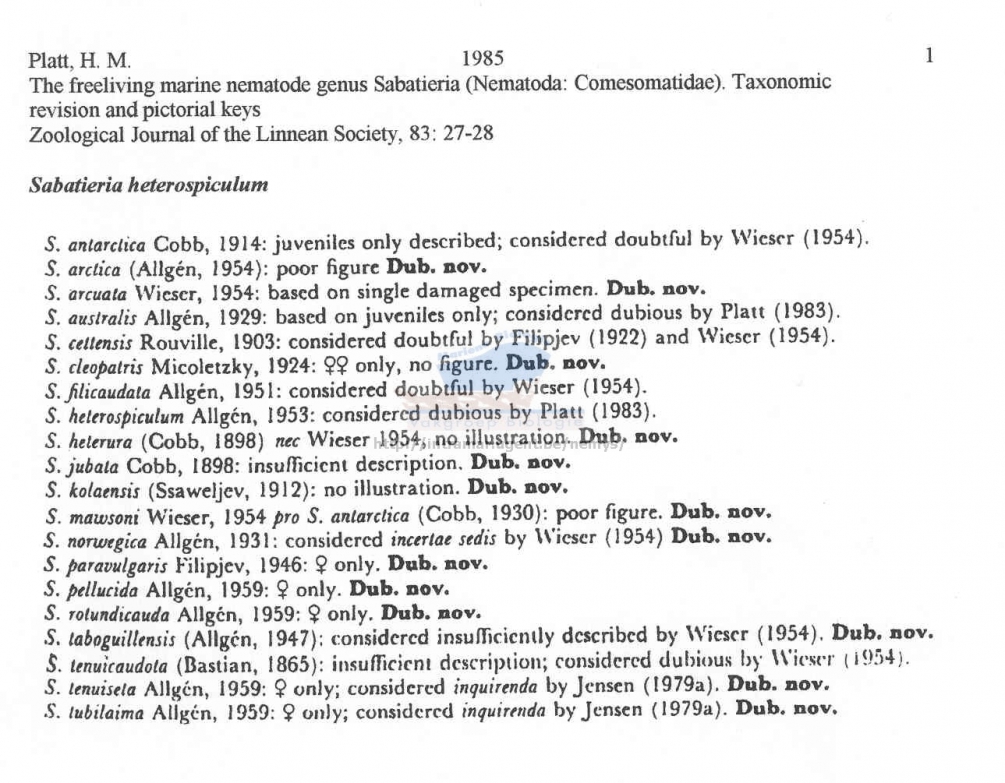 Platt, H. M. 1985 1
The freeliving marine nematode genus Sabatieria (Nematoda: Comesomatidae). Taxonomic
revision and pictorial keys
Zoological Journal of the Linnean Society, 83: 27-28
Sabatieria heterospiculum
S. antarctica Cobb, 1914: juveniles only described; considered doubtful by Wieser (1954).
S. arctica (Allgén, 1954): poor figure Dub. nov.
S. arcuata Wieser, 1954: based on single damaged specimen. Dub. nov.
S. australis Allgén, 1929: based on juveniles only; considered dubious by Platt (1983).
S. cettensis Rouville, 1903: considered doubtful by Filipjev (1922) and Wieser (1954).
S. cleopatris Micoletzky, 1924: ♀♀ only, no figure. Dub. nov.
S. filicaudata Allgén, 1951: considered doubtful by Wieser (1954).
S. heterospiculum Allgén, 1953: considered dubious by Platt (1983).
S. heterura (Cobb, 1898) nec Wieser 1954, no illustration. Dub. nov.
S. jubata Cobb, 1898: insufficient description. Dub. nov.
S. kolaensis (Ssaweljev, 1912): no illustration. Dub. nov.
S. mawsoni Wieser, 1954 pro S. antarctica (Cobb, 1930): poor figure. Dub. nov.
S. norwegica Allgén, 1931: considered incertae sedis by Wieser (1954) Dub. nov.
S. paravulgaris Filipjev, 1946: ♀ only. Dub. nov.
S. pellucida Allgén, 1959: ♀ only. Dub. nov.
S. rotundicauda Allgén, 1959: ♀ only. Dub. nov.
S. taboguillensis (Allgén, 1947): considered insufficiently described by Wieser (1954). Dub. nov.
S. tenuicaudota (Bastian, 1865): insufficient description; considered dubious by Wieser (1954).
S. tenuiseta Allgén, 1959: ♀ only; considered inquirenda by Jensen (1979a). Dub. nov.
S. tubilaima Allgén, 1959: ♀ only; considered inquirenda by Jensen (1979a). Dub. nov.